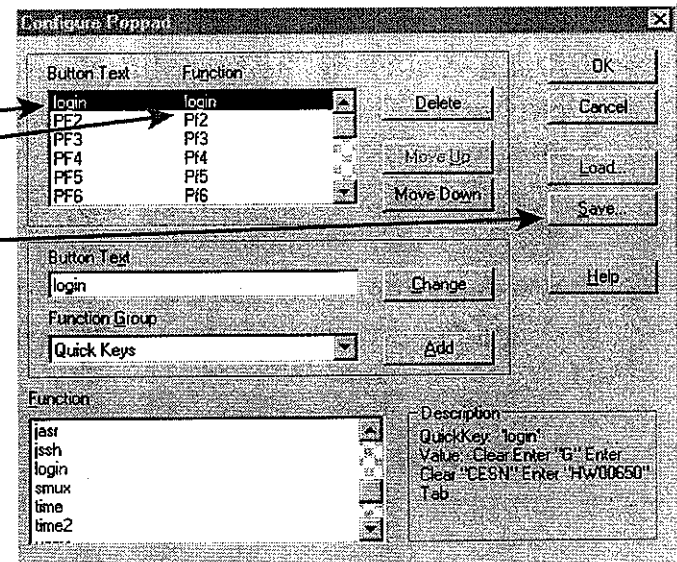 Configure Poppad
Button Text Function
login login
PF2 Pf2
PF3 Pf3
PF4 Pf4
PF5 Pf5
PF6 Pf6
Delete
Move Up
Move Down
OK
Cancel
Load...
Save...
Help
Button Text
login
Change
Function Group
Quick Keys
Add
Function
jasr
jssh
login
smux
time
time2
Description
QuickKey: 'login'
Value: Clear Enter "G" Enter
Clear "CESN" Enter "HW00650"
Tab